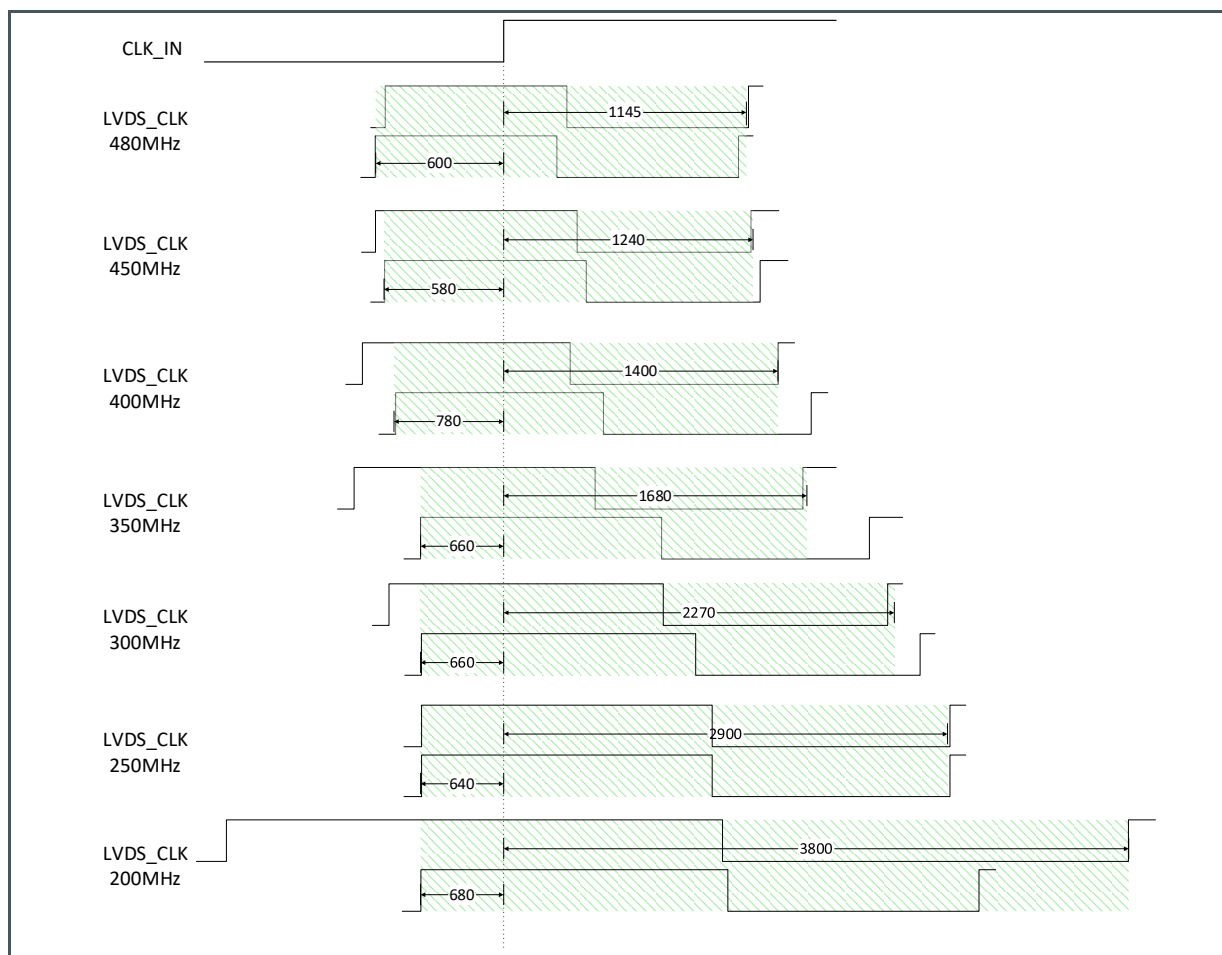 CLK_IN
LVDS_CLK
480MHz
1145
600
LVDS_CLK
450MHz
1240
580
LVDS_CLK
400MHz
1400
780
LVDS_CLK
350MHz
1680
660
LVDS_CLK
300MHz
2270
660
LVDS_CLK
250MHz
2900
640
LVDS_CLK
200MHz
3800
680